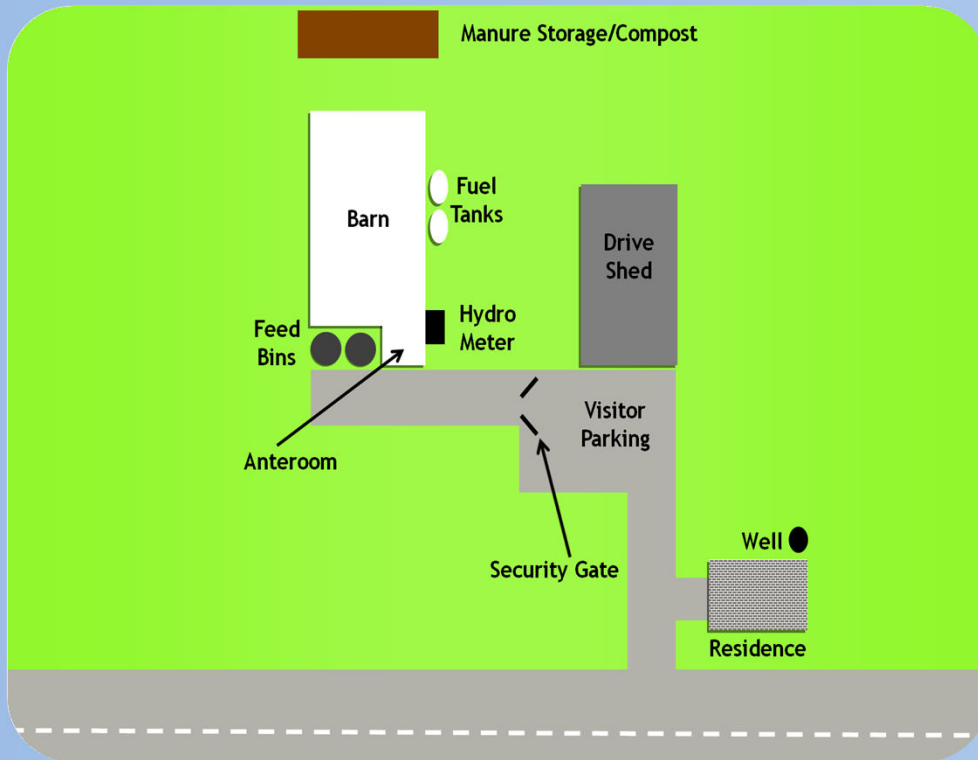 Manure Storage/Compost
Fuel
Tanks
Barn
Drive
Shed
Hydro
Meter
Feed
Bins
Visitor
Parking
Anteroom
Well
Security Gate
Residence